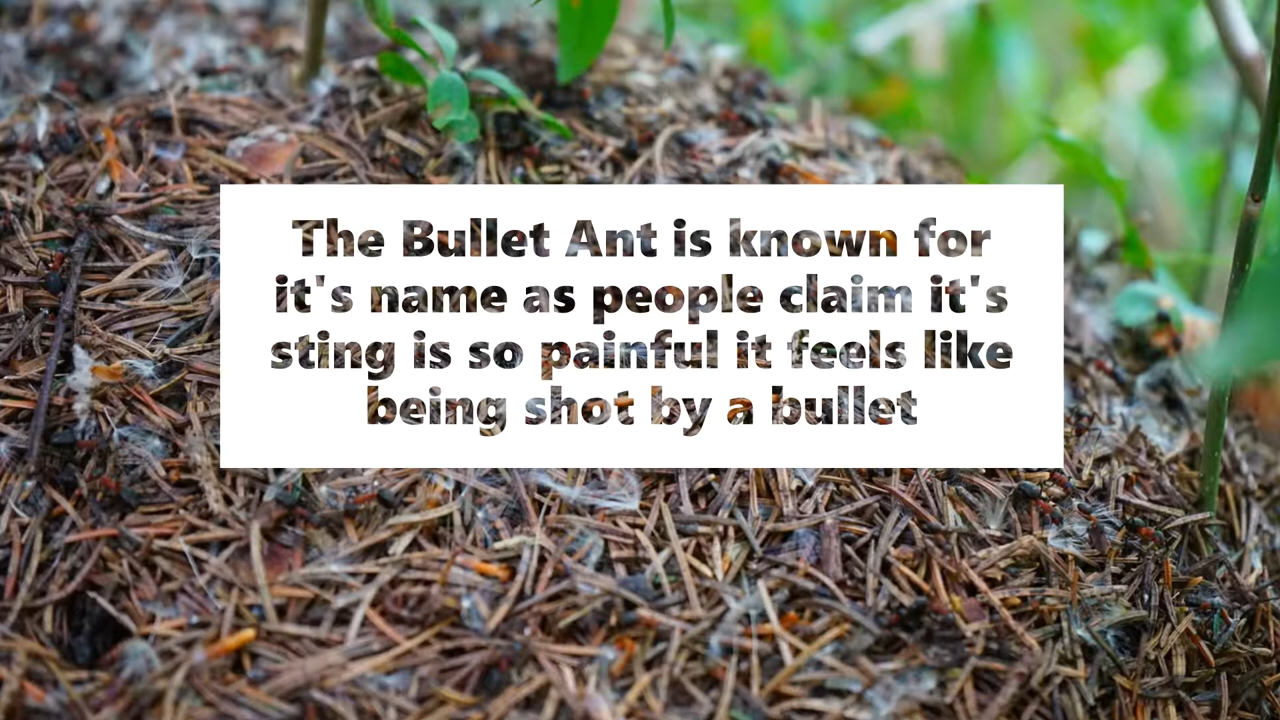 The Bullet Ant is known for
it's name as people claim it's
sting is so painful it feels like
being shot by a bullet